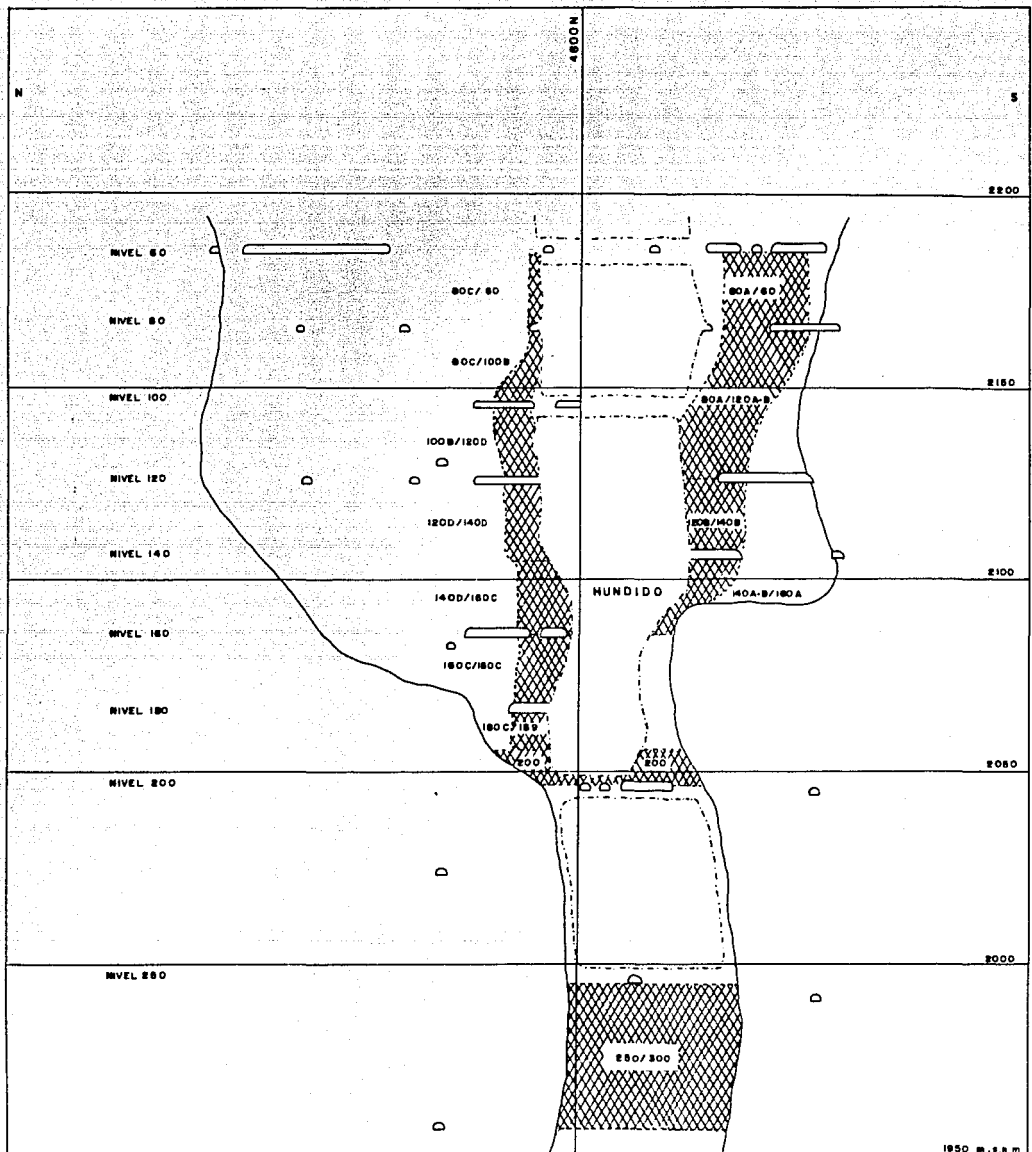 4600 N
N
S
2200
NIVEL 60
80C/60
80A/60
NIVEL 80
80C/100B
2150
NIVEL 100
80A/120A-B
100B/120D
NIVEL 120
120D/140D
120B/140B
NIVEL 140
2100
140D/160C
HUNDIDO
140A-B/160A
NIVEL 160
160C/180C
NIVEL 180
200
200
2050
NIVEL 200
2000
NIVEL 250
250/300
1950 m.s.n.m